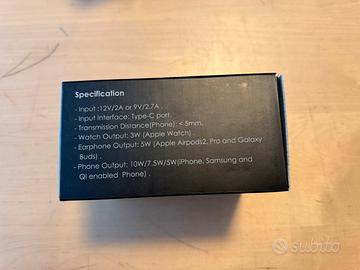 Specification
- Input :12V/2A or 9V/2.7A .
- Input Interface: Type-C port.
- Transmission Distance(Phone): <5mm.
- Watch Output: 3W (Apple Watch) .
- Earphone Output: 5W (Apple Airpods2, Pro and Galaxy
Buds) .
- Phone Output: 10W/7.5W/5W(iPhone, Samsung and
QI enabled Phone) .
subito